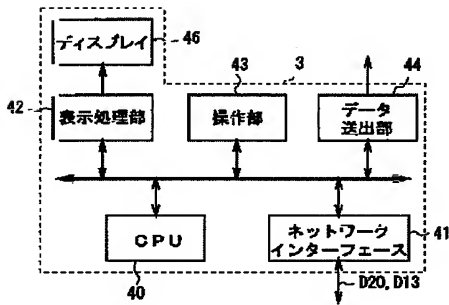 ディスプレイ
46
43
3
44
42
表示処理部
操作部
データ
送出部
CPU
ネットワーク
インターフェース
41
40
D20, D13